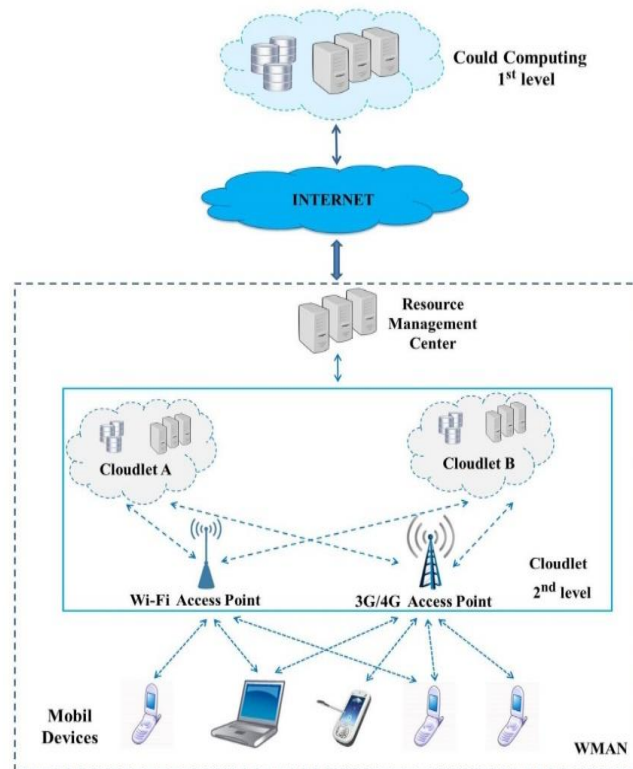 Could Computing
1st level
INTERNET
Resource
Management
Center
Cloudlet A
Cloudlet B
Cloudlet
2nd level
Wi-Fi Access Point
3G/4G Access Point
Mobil
Devices
WMAN